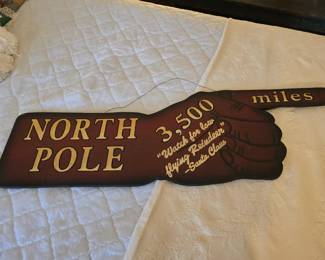 NORTH
POLE
3,500
miles
"Watch for low
flying Reindeer"
-Santa Claus